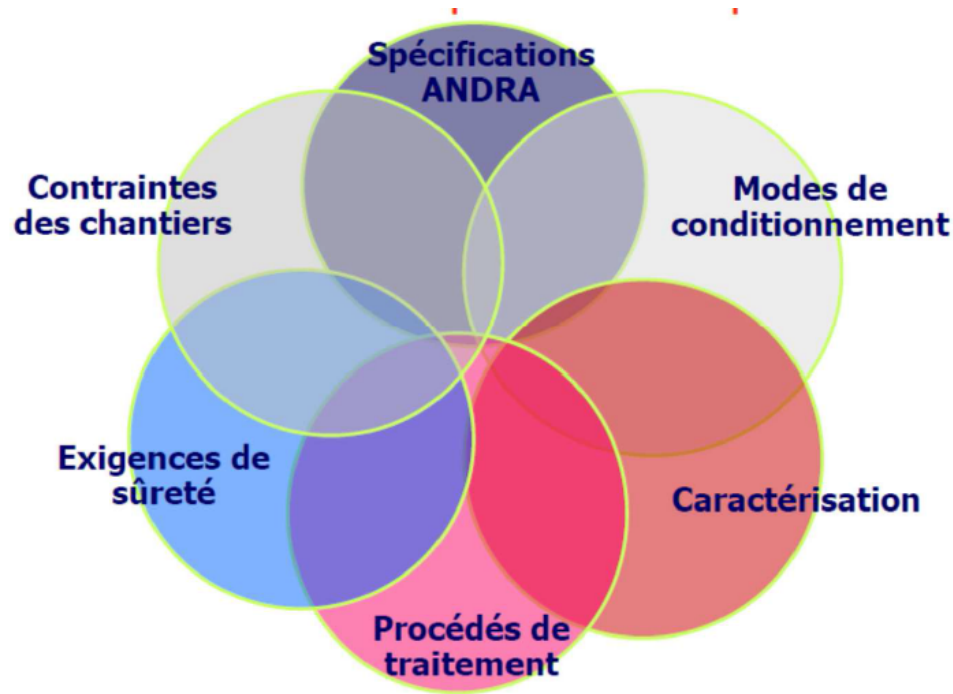 Spécifications
ANDRA
Contraintes
des chantiers
Modes de
conditionnement
Exigences de
sûreté
Caractérisation
Procédés de
traitement